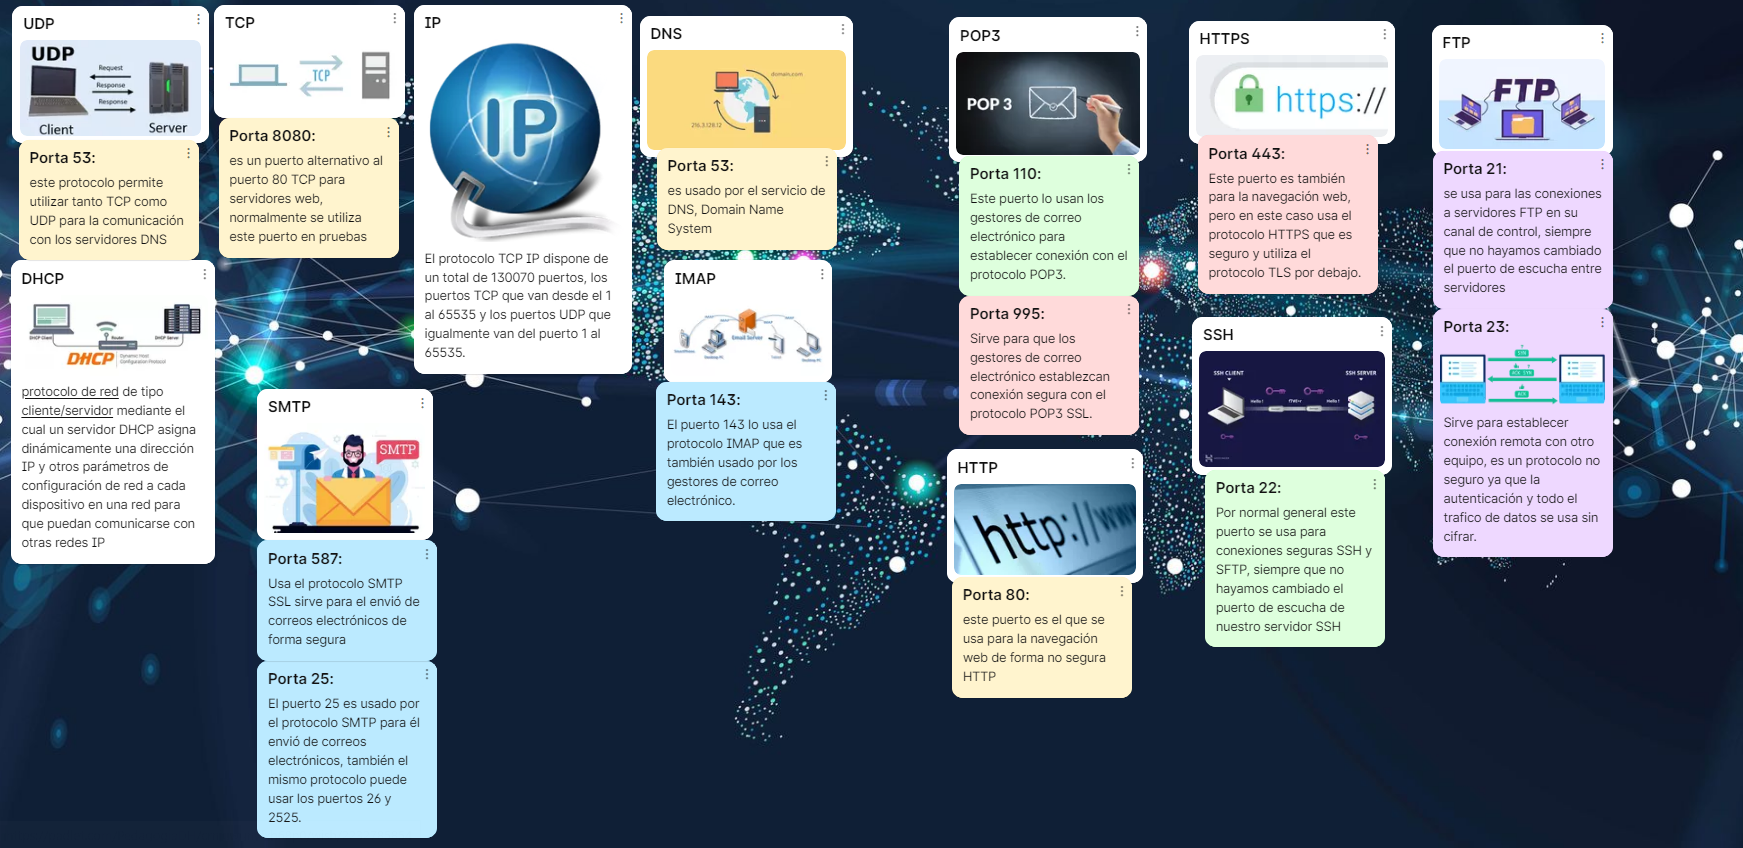 UDP
UDP
Request
Response
Response
Client
Server
Porta 53:
este protocolo permite
utilizar tanto TCP como
UDP para la comunicación
con los servidores DNS
DHCP
DHCP Client
Router
DHCP Server
DHCP
Dynamic Host
Configuration Protocol
protocolo de red de tipo
cliente/servidor mediante el
cual un servidor DHCP asigna
dinámicamente una dirección
IP y otros parámetros de
configuración de red a cada
dispositivo en una red para
que puedan comunicarse con
otras redes IP
TCP
TCP
Porta 8080:
es un puerto alternativo al
puerto 80 TCP para
servidores web,
normalmente se utiliza
este puerto en pruebas
SMTP
SMTP
Porta 587:
Usa el protocolo SMTP
SSL sirve para el envió de
correos electrónicos de
forma segura
Porta 25:
El puerto 25 es usado por
el protocolo SMTP para él
envió de correos
electrónicos, también el
mismo protocolo puede
usar los puertos 26 y
2525.
IP
IP
El protocolo TCP IP dispone de
un total de 130070 puertos, los
puertos TCP que van desde el 1
al 65535 y los puertos UDP que
igualmente van del puerto 1 al
65535.
DNS
domain.com
216.3.128.12
Porta 53:
es usado por el servicio de
DNS, Domain Name
System
IMAP
Email Server
Porta 143:
El puerto 143 lo usa el
protocolo IMAP que es
también usado por los
gestores de correo
electrónico.
POP3
POP 3
Porta 110:
Este puerto lo usan los
gestores de correo
electrónico para
establecer conexión con el
protocolo POP3.
Porta 995:
Sirve para que los
gestores de correo
electrónico establezcan
conexión segura con el
protocolo POP3 SSL.
HTTP
http://www
Porta 80:
este puerto es el que se
usa para la navegación
web de forma no segura
HTTP
HTTPS
https://
Porta 443:
Este puerto es también
para la navegación web,
pero en este caso usa el
protocolo HTTPS que es
seguro y utiliza el
protocolo TLS por debajo.
SSH
SSH CLIENT
SSH SERVER
Hello !
Hello !
Porta 22:
Por normal general este
puerto se usa para
conexiones seguras SSH y
SFTP, siempre que no
hayamos cambiado el
puerto de escucha de
nuestro servidor SSH
FTP
FTP
Porta 21:
se usa para las conexiones
a servidores FTP en su
canal de control, siempre
que no hayamos cambiado
el puerto de escucha entre
servidores
Porta 23:
SYN
ACK SYN
ACK
Sirve para establecer
conexión remota con otro
equipo, es un protocolo no
seguro ya que la
autenticación y todo el
trafico de datos se usa sin
cifrar.